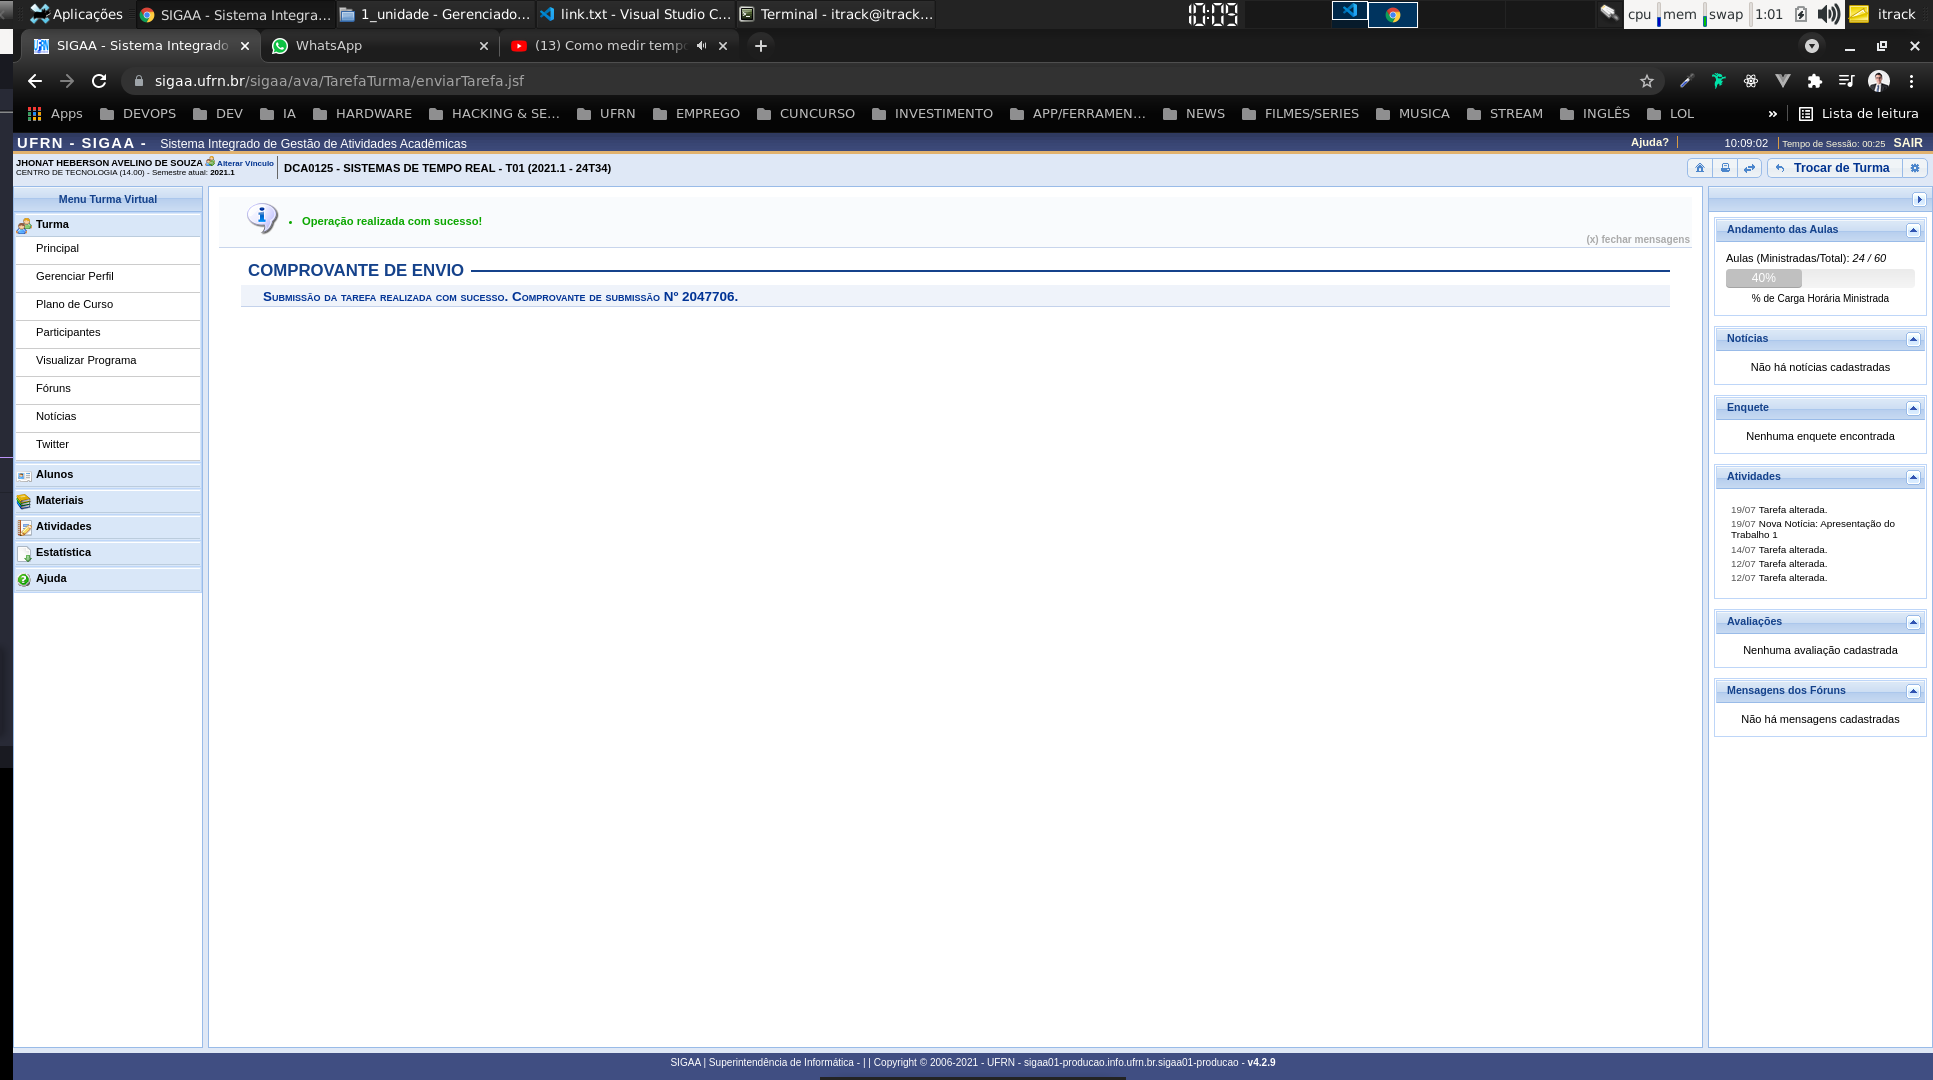 Aplicações
SIGAA - Sistema Integra...
1_unidade - Gerenciado...
link.txt - Visual Studio C...
Terminal - itrack@itrack...
10:09
cpu mem swap 1:01 itrack
SIGAA - Sistema Integrado
WhatsApp
(13) Como medir tempo
sigaa.ufrn.br/sigaa/ava/TarefaTurma/enviarTarefa.jsf
Apps DEVOPS DEV IA HARDWARE HACKING & SE... UFRN EMPREGO CUNCURSO INVESTIMENTO APP/FERRAMEN... NEWS FILMES/SERIES MUSICA STREAM INGLÊS LOL » Lista de leitura
UFRN - SIGAA - Sistema Integrado de Gestão de Atividades Acadêmicas
Ajuda? | 10:09:02 | Tempo de Sessão: 00:25 SAIR
JHONAT HEBERSON AVELINO DE SOUZA Alterar Vínculo
CENTRO DE TECNOLOGIA (14.00) - Semestre atual: 2021.1
DCA0125 - SISTEMAS DE TEMPO REAL - T01 (2021.1 - 24T34)
Trocar de Turma
Menu Turma Virtual
Turma
Principal
Gerenciar Perfil
Plano de Curso
Participantes
Visualizar Programa
Fóruns
Notícias
Twitter
Alunos
Materiais
Atividades
Estatística
Ajuda
Operação realizada com sucesso!
(x) fechar mensagens
COMPROVANTE DE ENVIO
Submissão da tarefa realizada com sucesso. Comprovante de submissão Nº 2047706.
Andamento das Aulas
Aulas (Ministradas/Total): 24 / 60
40%
% de Carga Horária Ministrada
Notícias
Não há notícias cadastradas
Enquete
Nenhuma enquete encontrada
Atividades
19/07 Tarefa alterada.
19/07 Nova Notícia: Apresentação do
Trabalho 1
14/07 Tarefa alterada.
12/07 Tarefa alterada.
12/07 Tarefa alterada.
Avaliações
Nenhuma avaliação cadastrada
Mensagens dos Fóruns
Não há mensagens cadastradas
SIGAA | Superintendência de Informática - | | Copyright © 2006-2021 - UFRN - sigaa01-producao.info.ufrn.br.sigaa01-producao - v4.2.9